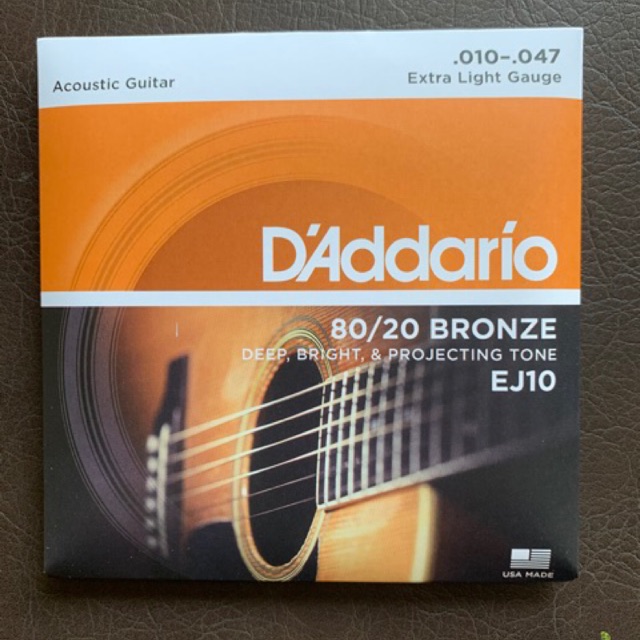 .010–.047
Acoustic Guitar
Extra Light Gauge
D'Addario
80/20 BRONZE
DEEP, BRIGHT, & PROJECTING TONE
EJ10
USA MADE